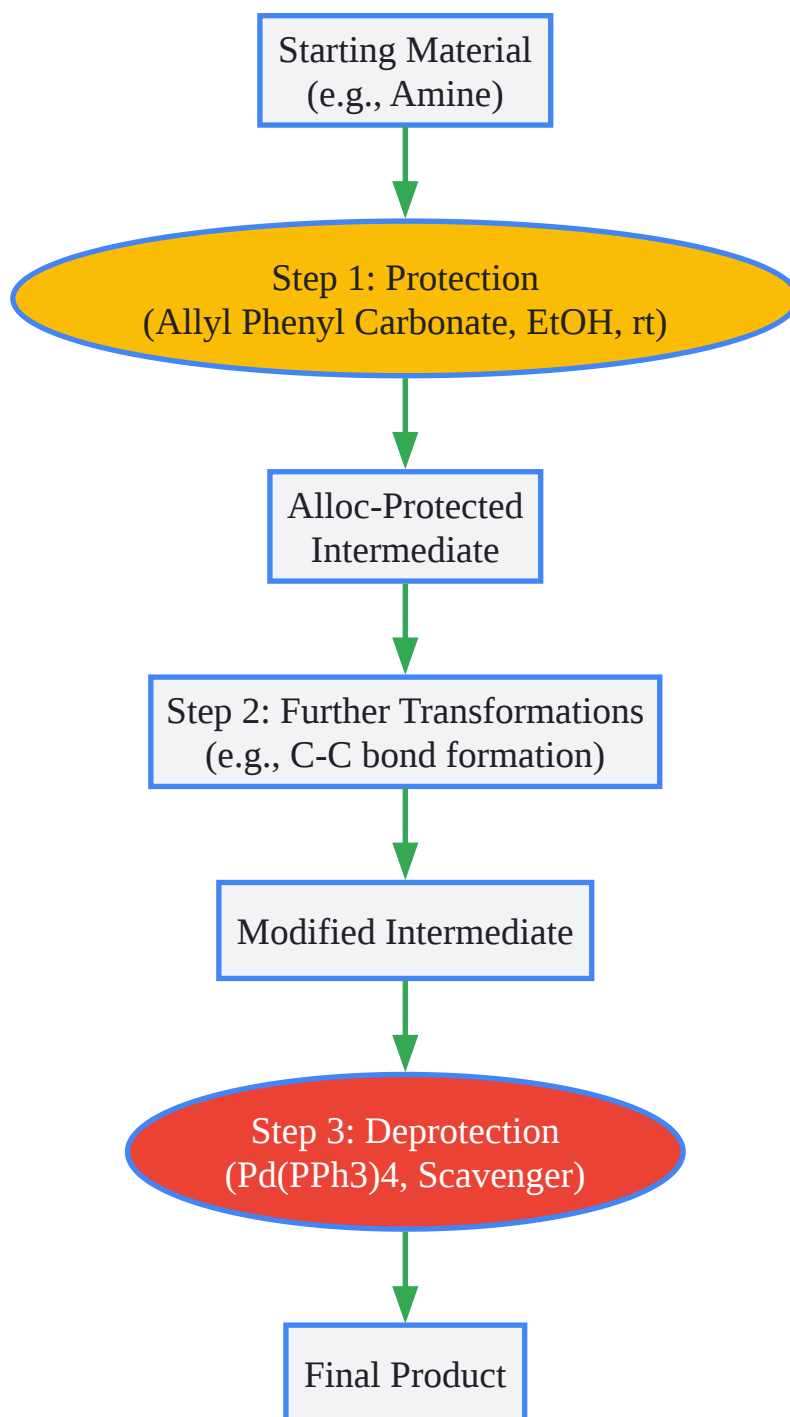 Starting Material
(e.g., Amine)
Step 1: Protection
(Allyl Phenyl Carbonate, EtOH, rt)
Alloc-Protected
Intermediate
Step 2: Further Transformations
(e.g., C-C bond formation)
Modified Intermediate
Step 3: Deprotection
(Pd(PPh3)4, Scavenger)
Final Product